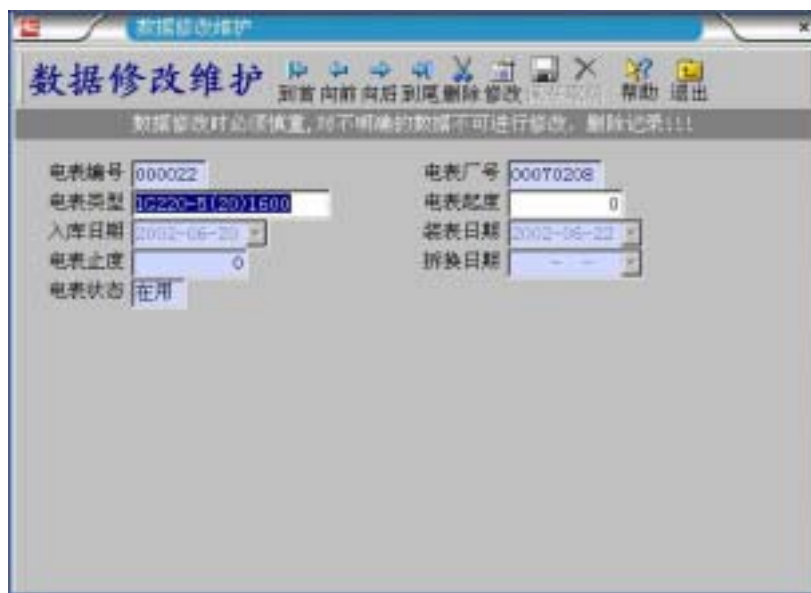 数据修改维护
数据修改维护
到首 向前 向后 到尾 删除 修改 帮助 退出
数据修改时必须慎重,对不明确的数据不可进行修改、删除记录!!!
电表编号 000022 电表厂号 00070208
电表类型 电表起度 0
入库日期 2002-06-20 装表日期 2002-06-22
电表止度 0 拆换日期 - -
电表状态 在用